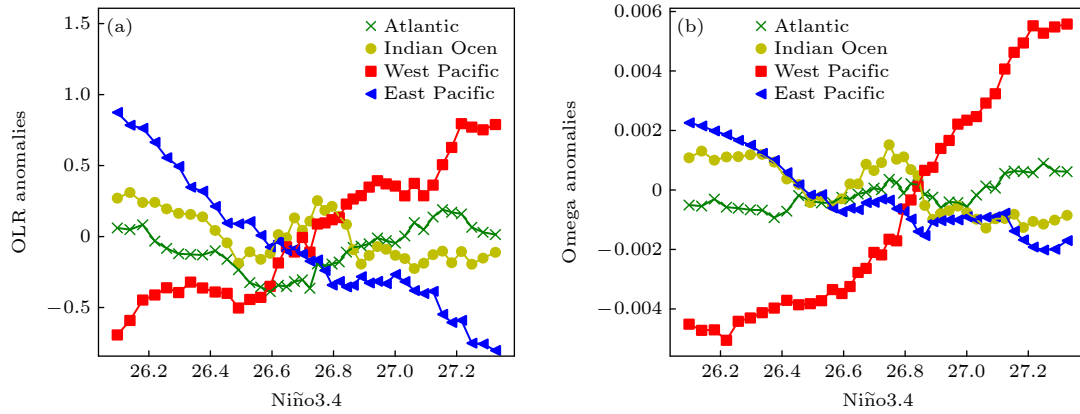 (a)
Atlantic
Indian Ocen
West Pacific
East Pacific
1.5
1.0
0.5
0
−0.5
OLR anomalies
26.2 26.4 26.6 26.8 27.0 27.2
Niño3.4
(b)
Atlantic
Indian Ocen
West Pacific
East Pacific
0.006
0.004
0.002
0
−0.002
−0.004
Omega anomalies
26.2 26.4 26.6 26.8 27.0 27.2
Niño3.4